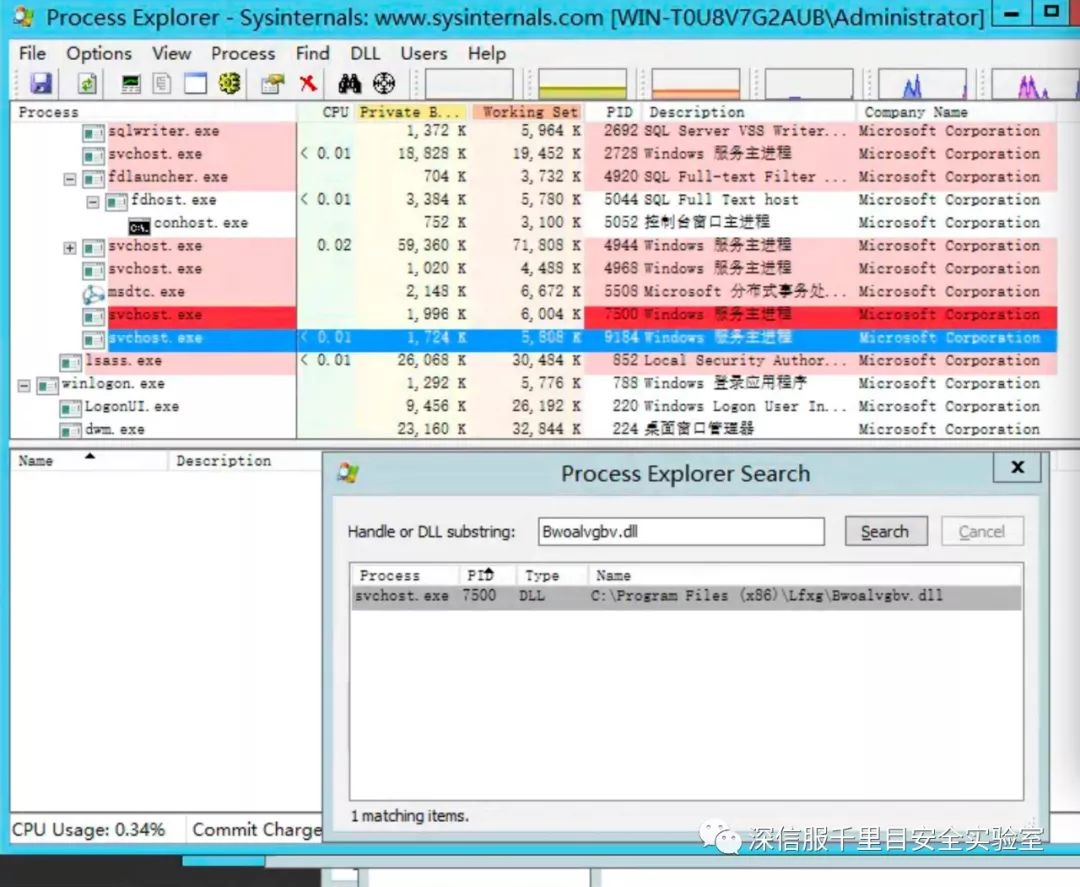 Process Explorer - Sysinternals: www.sysinternals.com [WIN-T0U8V7G2AUB\Administrator]
File Options View Process Find DLL Users Help
Process CPU Private B... Working Set PID Description Company Name
sqlwriter.exe 1,372 K 5,964 K 2692 SQL Server VSS Writer... Microsoft Corporation
svchost.exe < 0.01 18,828 K 19,452 K 2728 Windows 服务主进程 Microsoft Corporation
fdlauncher.exe 704 K 3,732 K 4920 SQL Full-text Filter ... Microsoft Corporation
fdhost.exe < 0.01 3,384 K 5,780 K 5044 SQL Full Text host Microsoft Corporation
conhost.exe 752 K 3,100 K 5052 控制台窗口主进程 Microsoft Corporation
svchost.exe 0.02 59,360 K 71,808 K 4944 Windows 服务主进程 Microsoft Corporation
svchost.exe 1,020 K 4,488 K 4968 Windows 服务主进程 Microsoft Corporation
msdtc.exe 2,148 K 6,672 K 5508 Microsoft 分布式事务处... Microsoft Corporation
svchost.exe 1,996 K 6,004 K 7500 Windows 服务主进程 Microsoft Corporation
svchost.exe < 0.01 1,724 K 5,808 K 9184 Windows 服务主进程 Microsoft Corporation
lsass.exe < 0.01 26,068 K 30,484 K 852 Local Security Author... Microsoft Corporation
winlogon.exe 1,292 K 5,776 K 788 Windows 登录应用程序 Microsoft Corporation
LogonUI.exe 9,456 K 26,192 K 220 Windows Logon User In... Microsoft Corporation
dwm.exe 23,160 K 32,844 K 224 桌面窗口管理器 Microsoft Corporation
Name Description
Process Explorer Search
Handle or DLL substring: Bwoalvgbv.dll Search Cancel
Process PID Type Name
svchost.exe 7500 DLL C:\Program Files (x86)\Lfxg\Bwoalvgbv.dll
1 matching items.
CPU Usage: 0.34% Commit Charge
深信服千里目安全实验室